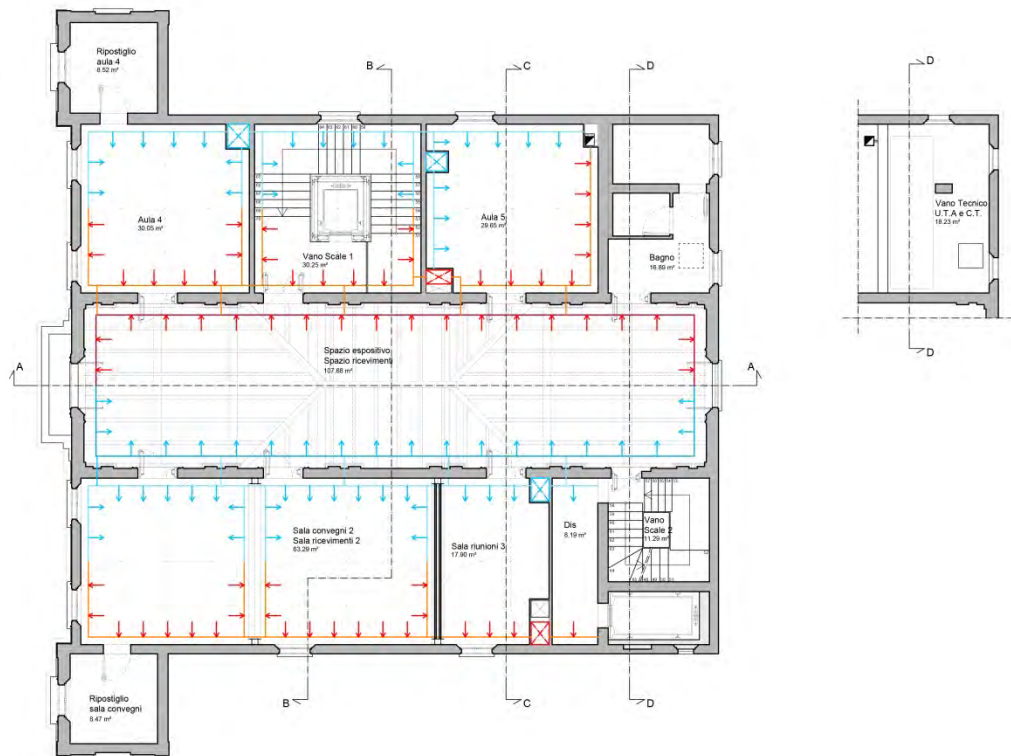 Ripostiglio
aula 4
8.52 m²
B
C
D
D
Aula 4
30.05 m²
Vano Scale 1
30.25 m²
Aula 5
29.65 m²
Bagno
16.89 m²
Vano Tecnico
U.T.A e C.T.
18.23 m²
D
Spazio espositivo
Spazio ricevimenti
107.88 m²
A
A
Sala convegni 2
Sala ricevimenti 2
63.29 m²
Sala riunioni 3
17.90 m²
Dis
8.19 m²
Vano
Scale 2
11.29 m²
Ripostiglio
sala convegni
8.47 m²
B
C
D